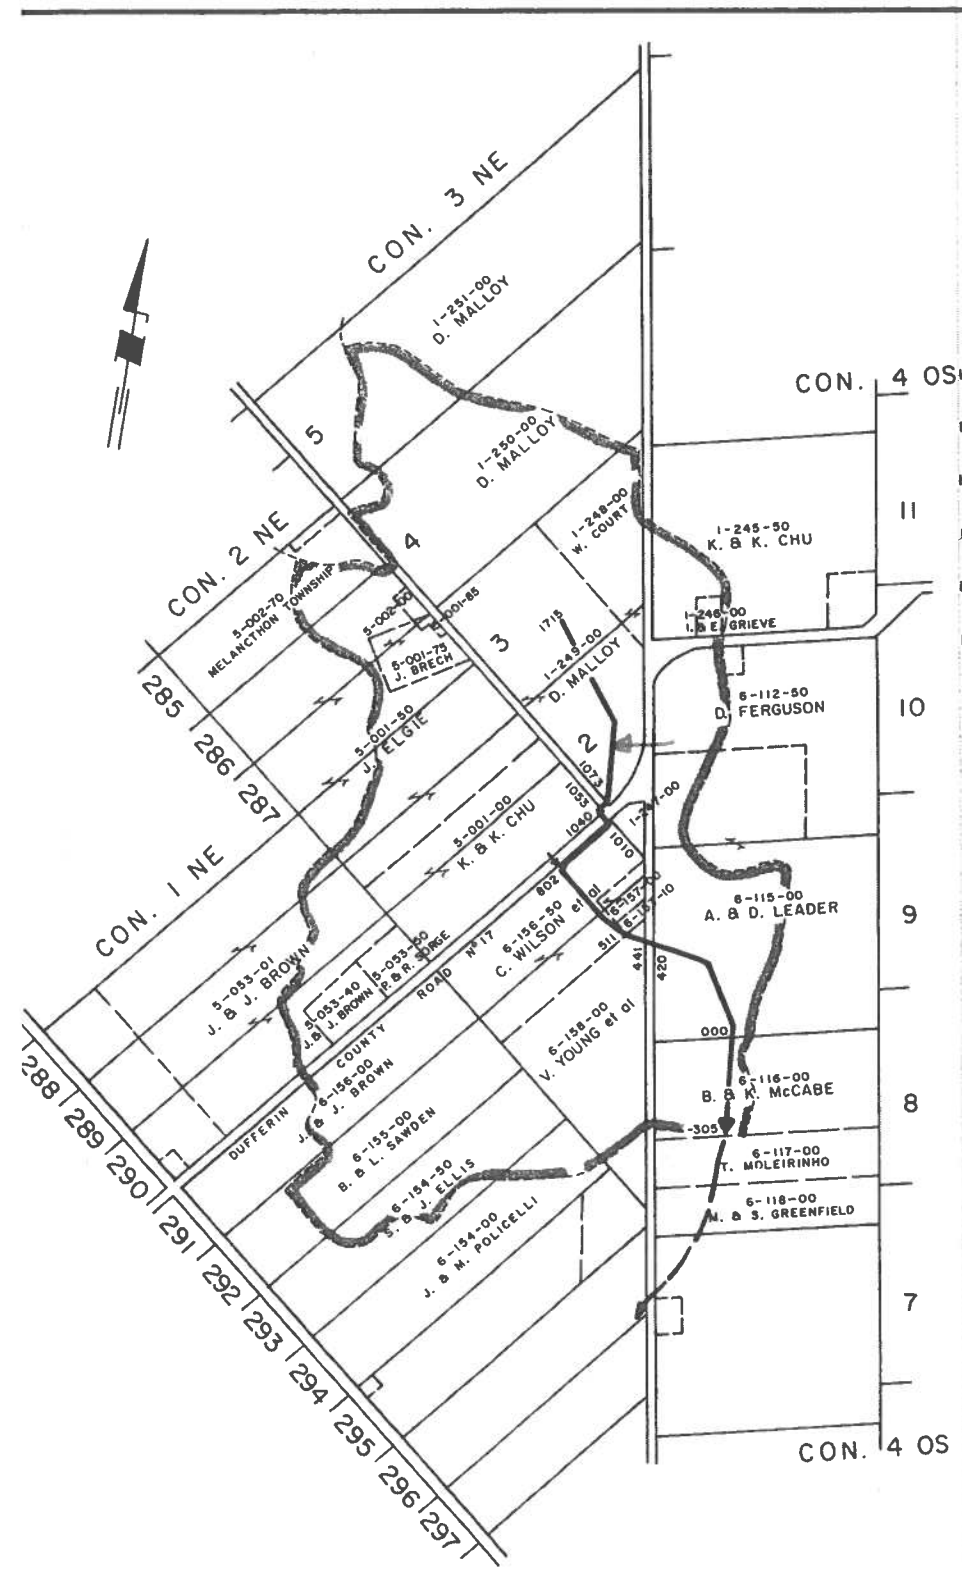 CON. 3 NE
1-251-00
D. MALLOY
CON. 4 OS
5
1-250-00
D. MALLOY
1-248-00
W. COURT
11
1-245-50
K. & K. CHU
CON. 2 NE
4
5-002-70
MELANCTHON TOWNSHIP
5-002-00
001-85
1-246-00
I. & E. GRIEVE
5-001-75
J. BRECH
3
1715
1-249-00
D. MALLOY
285
286
287
5-001-50
J. ELGIE
6-112-50
D. FERGUSON
10
2
1073
1053
1040
1010
1-247-00
5-001-00
K. & K. CHU
CON. 1 NE
802
6-157-00
6-157-10
6-115-00
A. & D. LEADER
9
6-156-50
C. WILSON et al
511
441
420
5-053-01
J. & J. BROWN
5-053-40
J. & J. BROWN
5-053-50
P. & R. SORGE
DUFFERIN COUNTY ROAD Nº 17
6-158-00
V. YOUNG et al
000
6-156-00
J. & J. BROWN
6-116-00
B. & K. McCABE
8
-305
6-155-00
B. & L. SAWDEN
6-117-00
T. MOLEIRINHO
6-154-50
S. & J. ELLIS
6-118-00
M. & S. GREENFIELD
6-154-00
J. & M. POLICELLI
7
288
289
290
291
292
293
294
295
296
297
CON. 4 OS